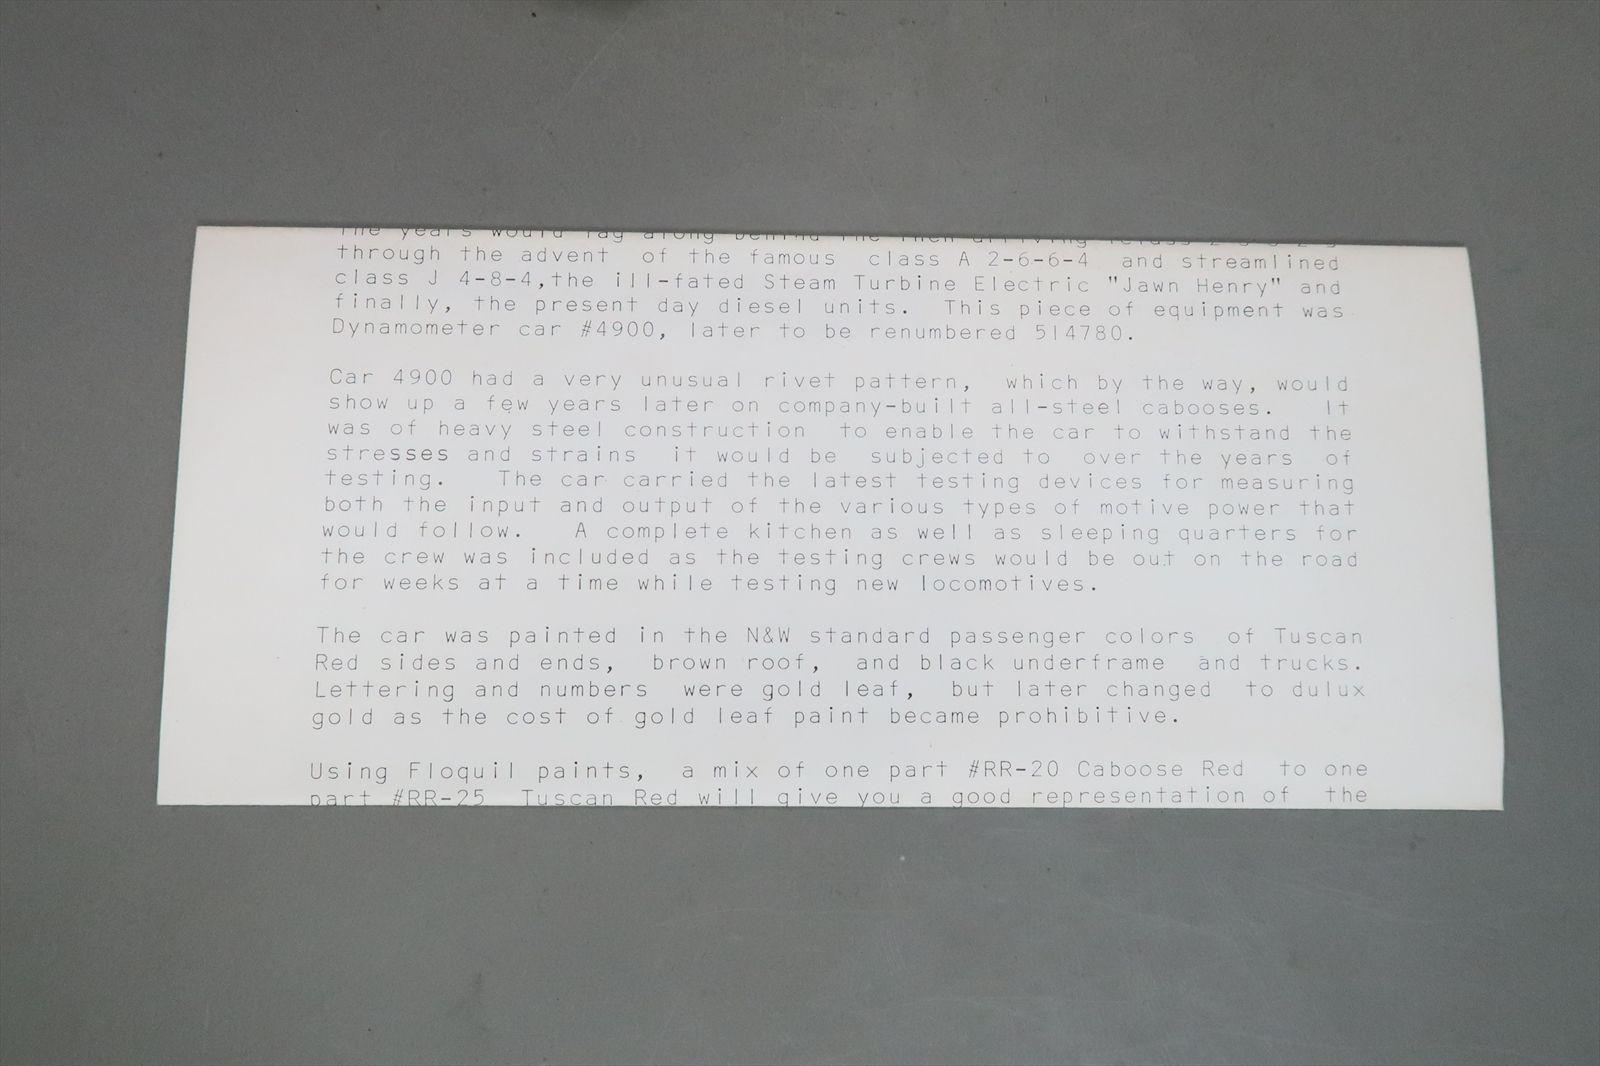 The years would tag along behind the then arriving
through the advent of the famous class A 2-6-6-4 and streamlined
class J 4-8-4,the ill-fated Steam Turbine Electric "Jawn Henry" and
finally, the present day diesel units. This piece of equipment was
Dynamometer car #4900, later to be renumbered 514780.
Car 4900 had a very unusual rivet pattern, which by the way, would
show up a few years later on company-built all-steel cabooses. It
was of heavy steel construction to enable the car to withstand the
stresses and strains it would be subjected to over the years of
testing. The car carried the latest testing devices for measuring
both the input and output of the various types of motive power that
would follow. A complete kitchen as well as sleeping quarters for
the crew was included as the testing crews would be out on the road
for weeks at a time while testing new locomotives.
The car was painted in the N&W standard passenger colors of Tuscan
Red sides and ends, brown roof, and black underframe and trucks.
Lettering and numbers were gold leaf, but later changed to dulux
gold as the cost of gold leaf paint became prohibitive.
Using Floquil paints, a mix of one part #RR-20 Caboose Red to one
part #RR-25 Tuscan Red will give you a good representation of the